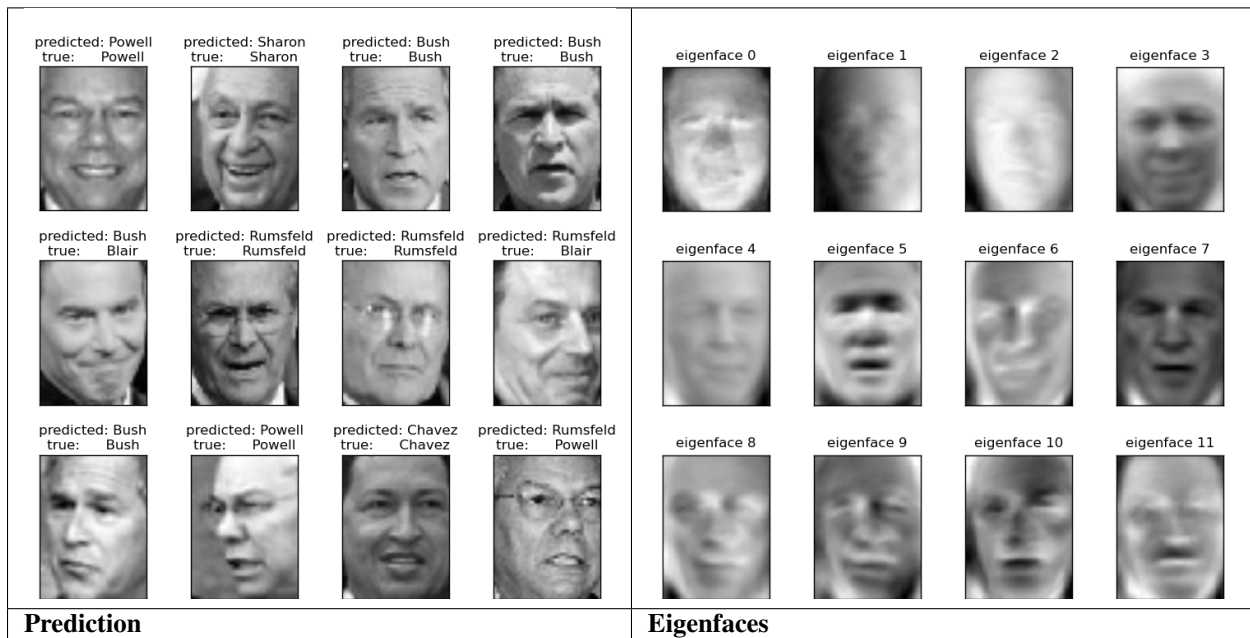 predicted: Powell
true: Powell
predicted: Sharon
true: Sharon
predicted: Bush
true: Bush
predicted: Bush
true: Bush
predicted: Bush
true: Blair
predicted: Rumsfeld
true: Rumsfeld
predicted: Rumsfeld
true: Rumsfeld
predicted: Rumsfeld
true: Blair
predicted: Bush
true: Bush
predicted: Powell
true: Powell
predicted: Chavez
true: Chavez
predicted: Rumsfeld
true: Powell
Prediction
eigenface 0
eigenface 1
eigenface 2
eigenface 3
eigenface 4
eigenface 5
eigenface 6
eigenface 7
eigenface 8
eigenface 9
eigenface 10
eigenface 11
Eigenfaces